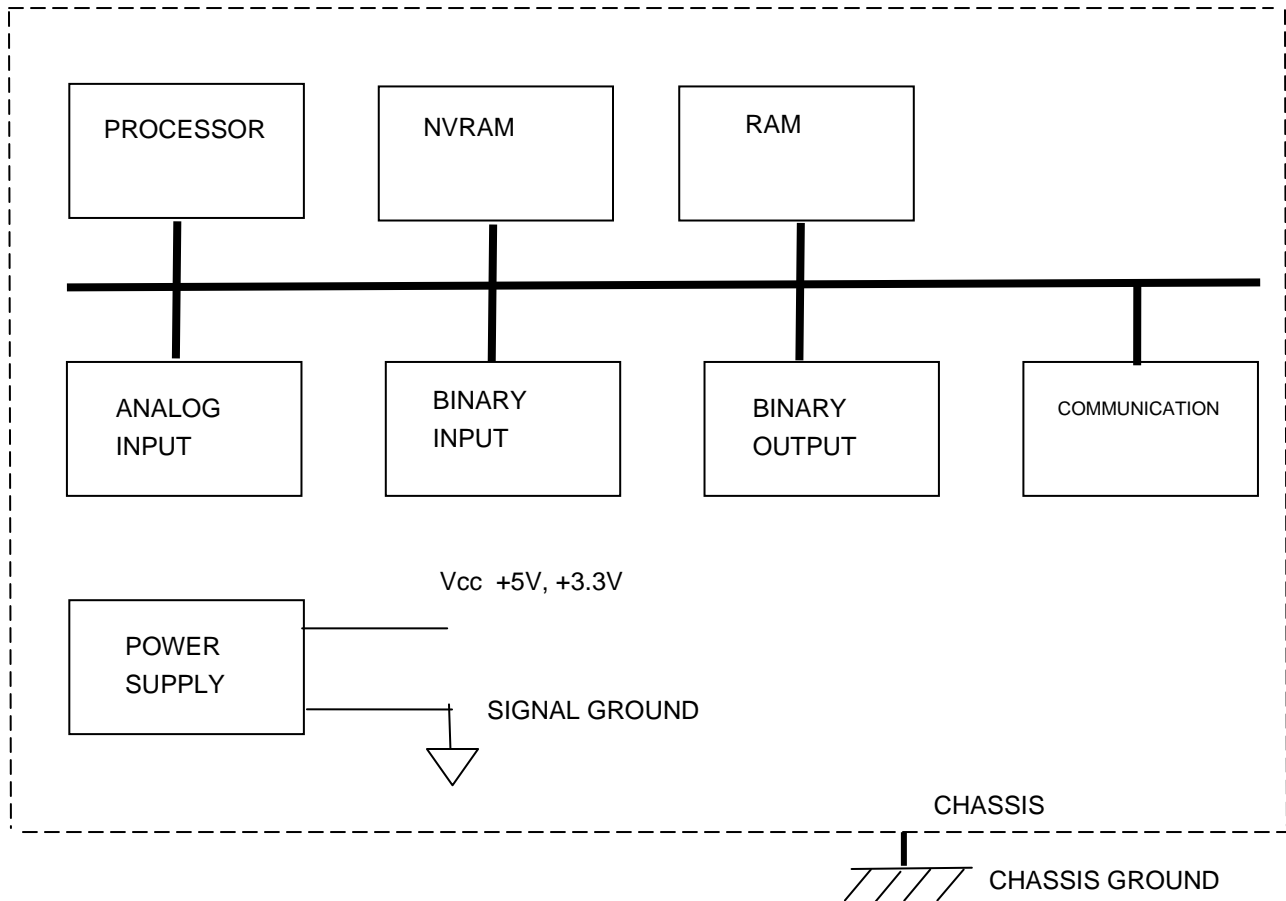 PROCESSOR
NVRAM
RAM
ANALOG
INPUT
BINARY
INPUT
BINARY
OUTPUT
COMMUNICATION
Vcc +5V, +3.3V
POWER
SUPPLY
SIGNAL GROUND
CHASSIS
CHASSIS GROUND